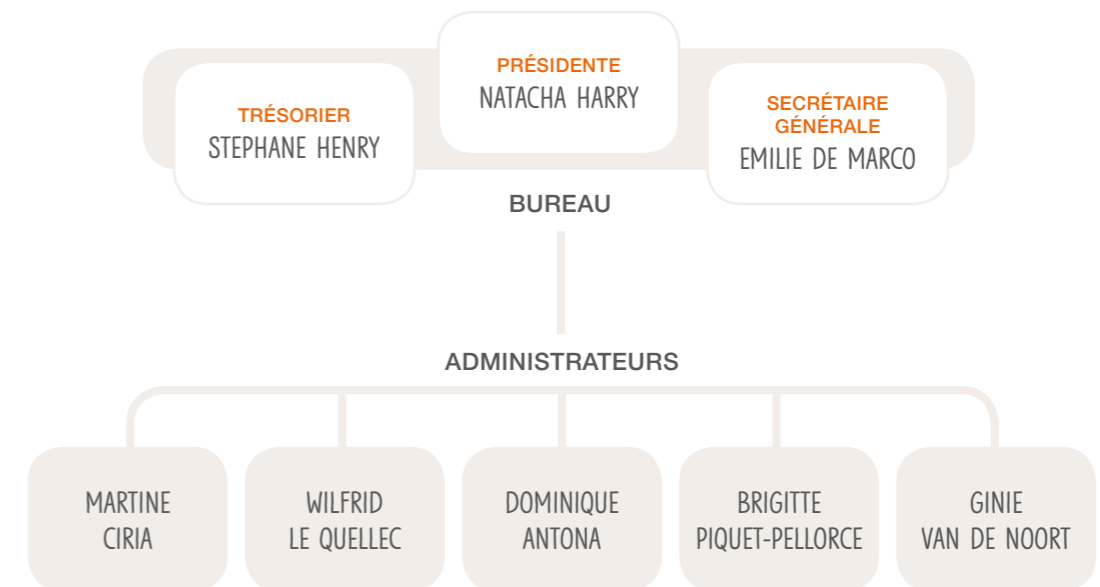 PRÉSIDENTE
NATACHA HARRY
TRÉSORIER
STEPHANE HENRY
SECRÉTAIRE
GÉNÉRALE
EMILIE DE MARCO
BUREAU
ADMINISTRATEURS
MARTINE
CIRIA
WILFRID
LE QUELLEC
DOMINIQUE
ANTONA
BRIGITTE
PIQUET-PELLORCE
GINIE
VAN DE NOORT